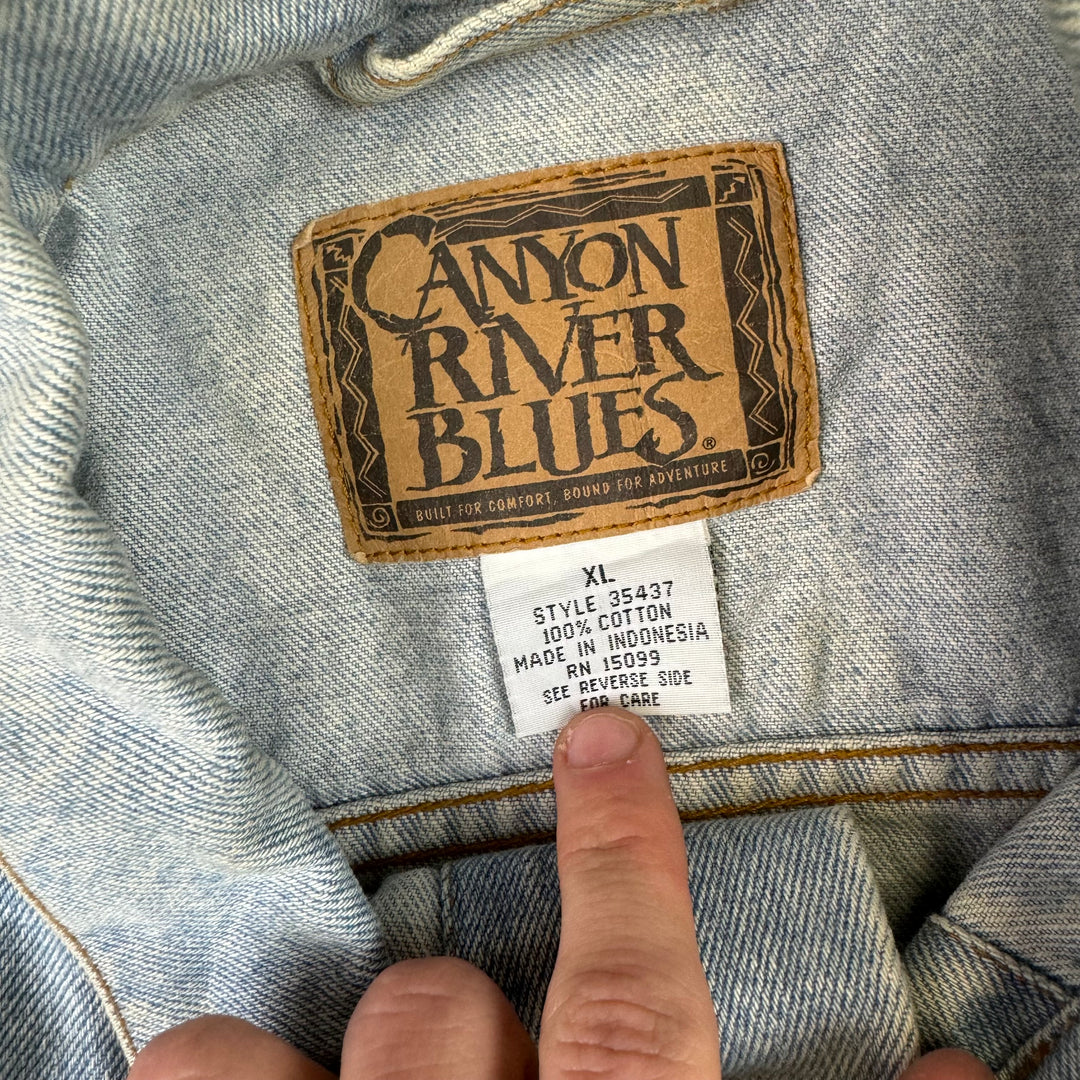 CANYON
RIVER
BLUES®
BUILT FOR COMFORT, BOUND FOR ADVENTURE
XL
STYLE 35437
100% COTTON
MADE IN INDONESIA
RN 15099
SEE REVERSE SIDE
FOR CARE